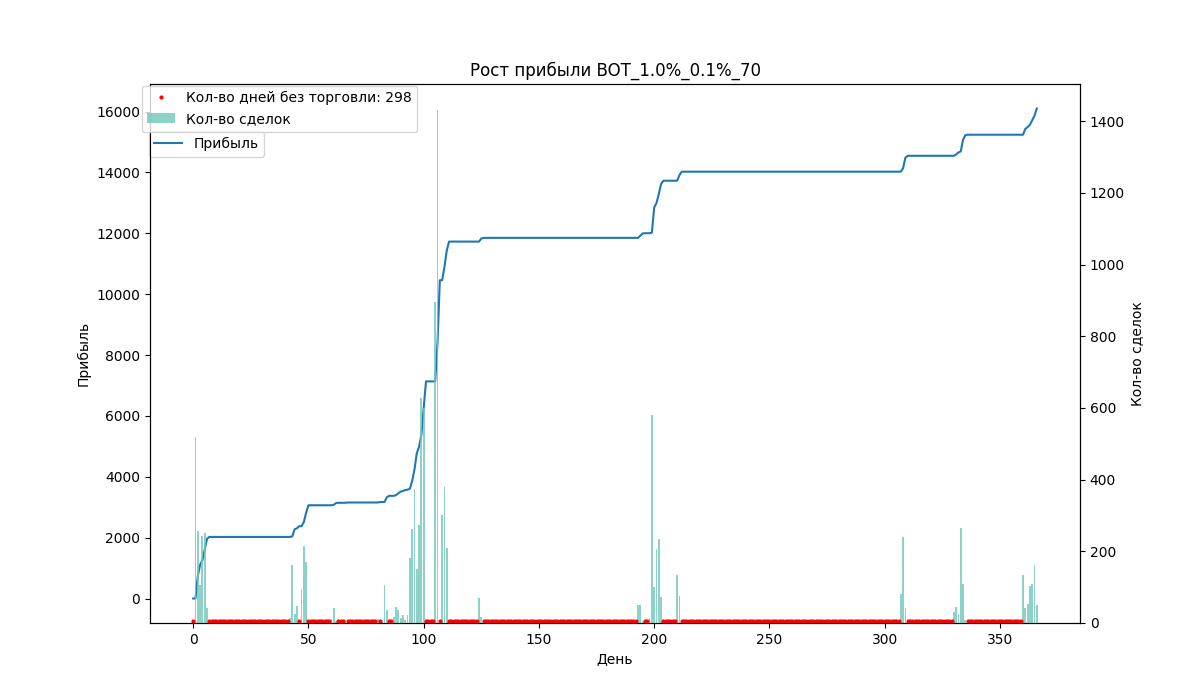 Рост прибыли BOT_1.0%_0.1%_70
Кол-во дней без торговли: 298
Кол-во сделок
Прибыль
16000
14000
12000
10000
8000
6000
4000
2000
0
Прибыль
1400
1200
1000
800
600
400
200
0
Кол-во сделок
0 50 100 150 200 250 300 350
День